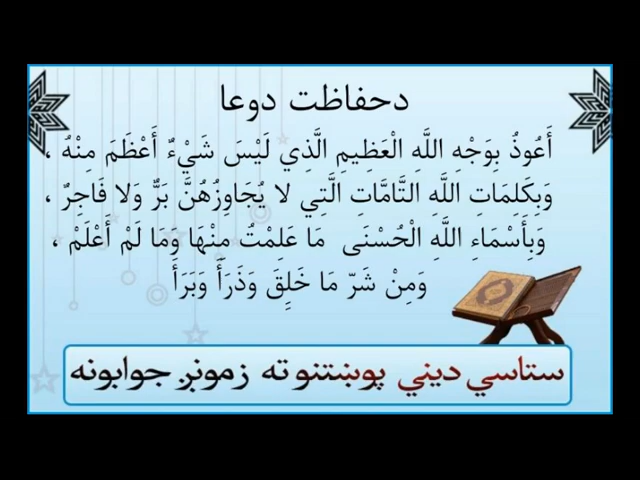 دحفاظت دوعا
أَعُوذُ بِوَجْهِ اللَّهِ الْعَظِيمِ الَّذِي لَيْسَ شَيْءٌ أَعْظَمَ مِنْهُ ،
وَبِكَلِمَاتِ اللَّهِ التَّامَّاتِ الَّتِي لا يُجَاوِزُهُنَّ بَرٌّ وَلا فَاجِرٌ ،
وَبِأَسْمَاءِ اللَّهِ الْحُسْنَى مَا عَلِمْتُ مِنْهَا وَمَا لَمْ أَعْلَمْ ،
وَمِنْ شَرّ مَا خَلِقَ وَذَرَأَ وَبَرَأَ
ستاسي ديني پوښتنو ته زمونږ جوابونه